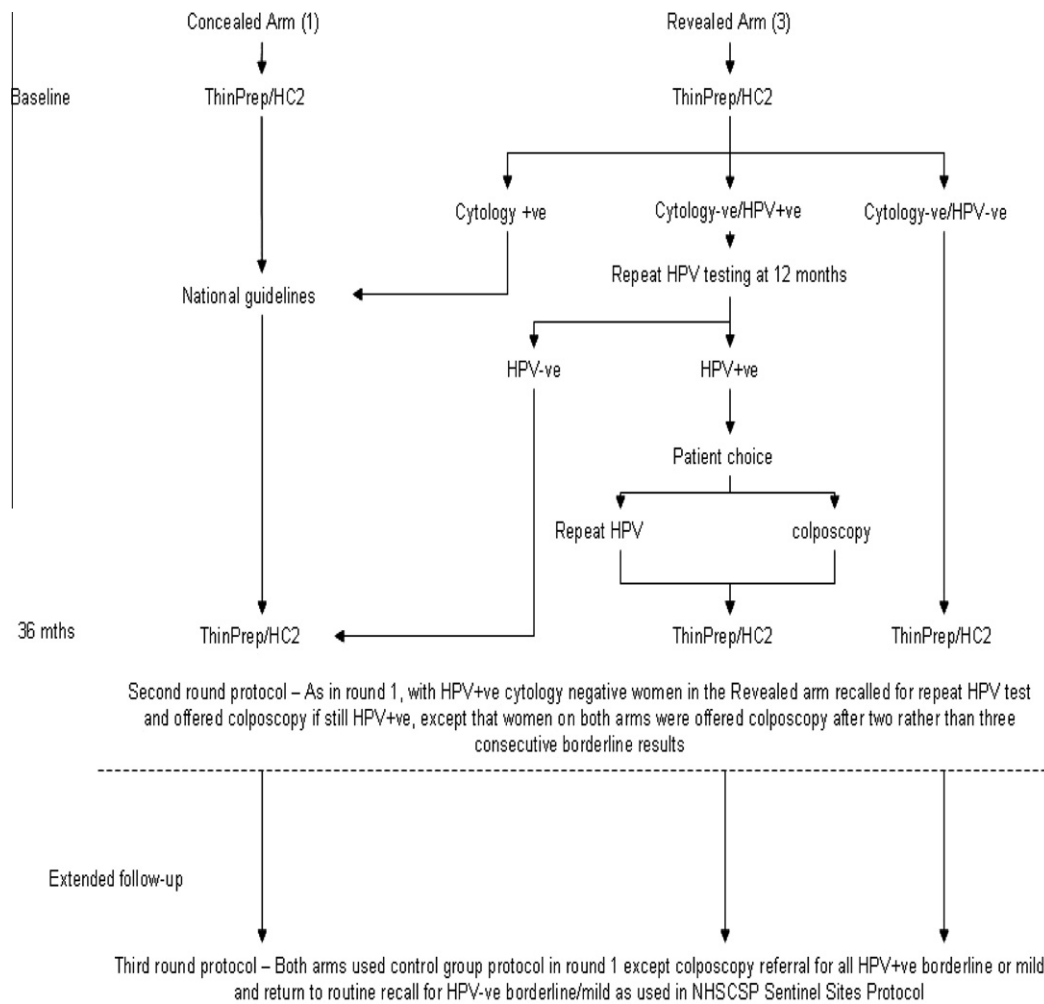 Concealed Arm (1)
Revealed Arm (3)
Baseline
ThinPrep/HC2
ThinPrep/HC2
Cytology +ve
Cytology-ve/HPV+ve
Cytology-ve/HPV-ve
National guidelines
Repeat HPV testing at 12 months
HPV-ve
HPV+ve
Patient choice
Repeat HPV
colposcopy
36 mths
ThinPrep/HC2
ThinPrep/HC2
ThinPrep/HC2
Second round protocol – As in round 1, with HPV+ve cytology negative women in the Revealed arm recalled for repeat HPV test
and offered colposcopy if still HPV+ve, except that women on both arms were offered colposcopy after two rather than three
consecutive borderline results
Extended follow-up
Third round protocol – Both arms used control group protocol in round 1 except colposcopy referral for all HPV+ve borderline or mild
and return to routine recall for HPV-ve borderline/mild as used in NHSCSP Sentinel Sites Protocol